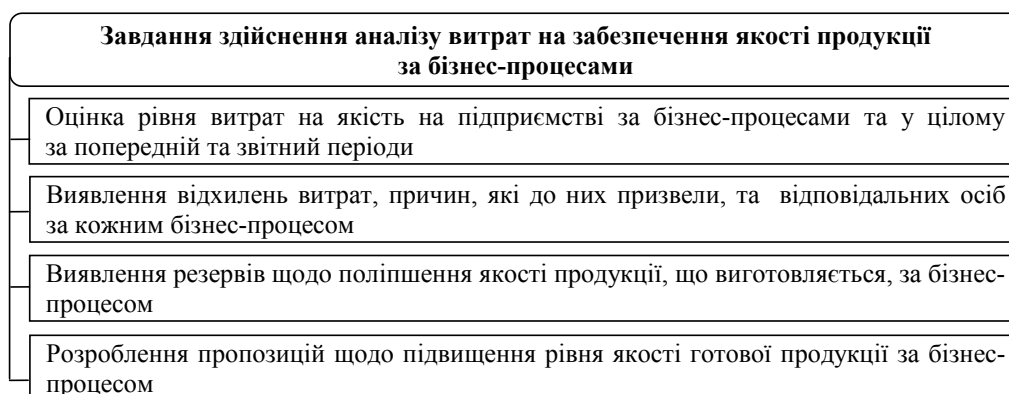 Завдання здійснення аналізу витрат на забезпечення якості продукції
за бізнес-процесами
Оцінка рівня витрат на якість на підприємстві за бізнес-процесами та у цілому
за попередній та звітний періоди
Виявлення відхилень витрат, причин, які до них призвели, та відповідальних осіб
за кожним бізнес-процесом
Виявлення резервів щодо поліпшення якості продукції, що виготовляється, за бізнес-
процесом
Розроблення пропозицій щодо підвищення рівня якості готової продукції за бізнес-
процесом